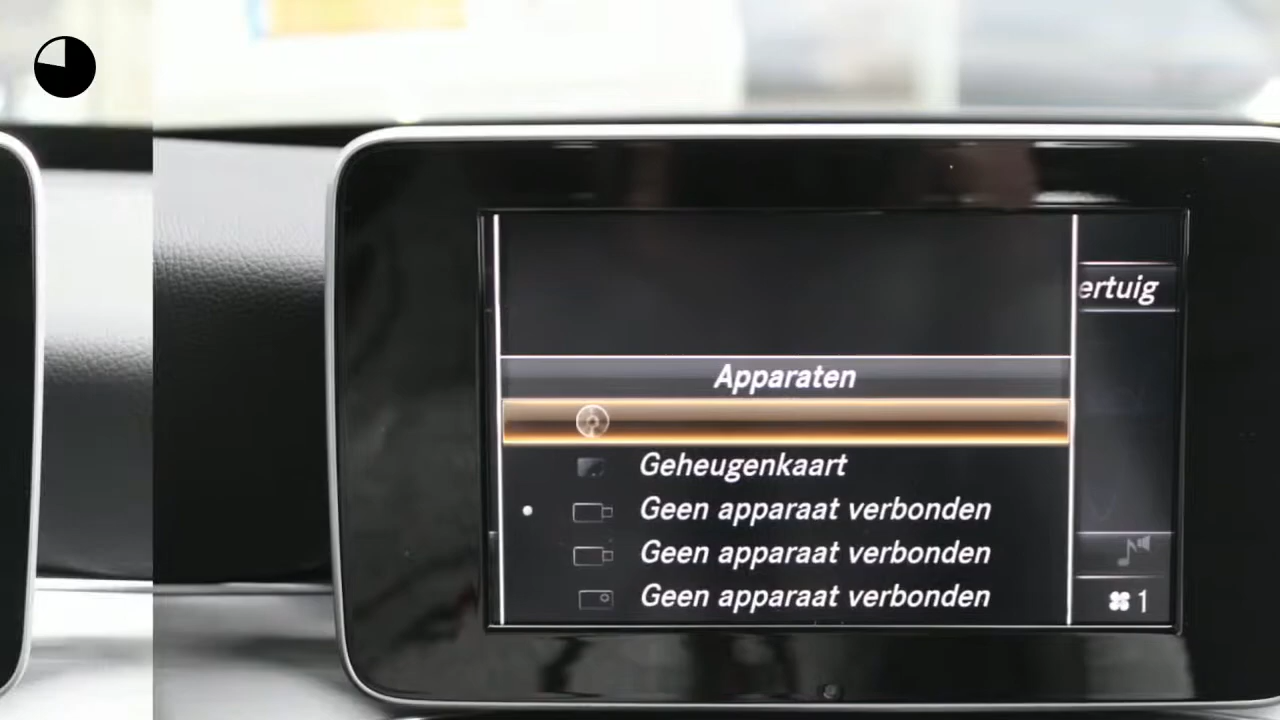 ertuig
Apparaten
Geheugenkaart
Geen apparaat verbonden
Geen apparaat verbonden
Geen apparaat verbonden
1